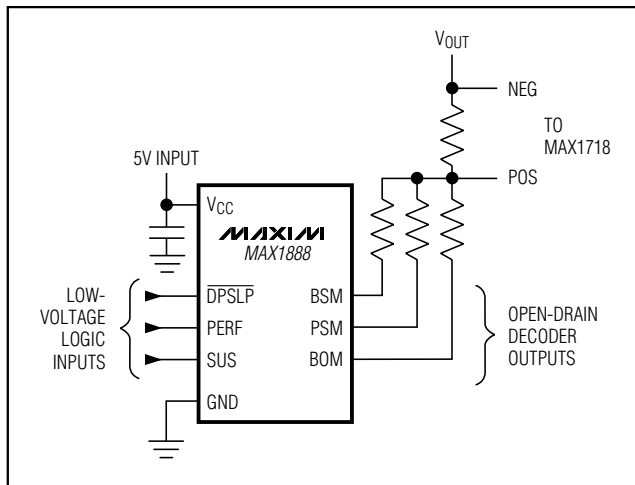 VOUT
NEG
TO
MAX1718
POS
5V INPUT
VCC
MAXIM
MAX1888
LOW-
VOLTAGE
LOGIC
INPUTS
DPSLP
PERF
SUS
GND
BSM
PSM
BOM
OPEN-DRAIN
DECODER
OUTPUTS